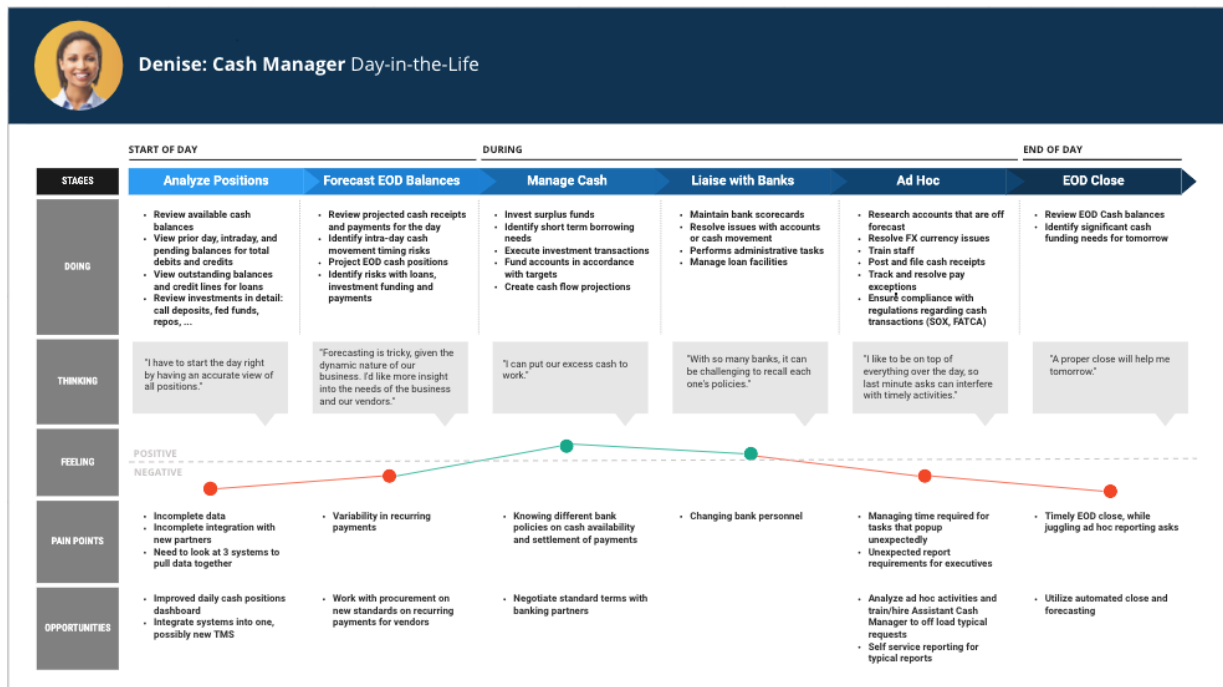 Denise: Cash Manager Day-in-the-Life
START OF DAY
DURING
END OF DAY
STAGES
Analyze Positions
Forecast EOD Balances
Manage Cash
Liaise with Banks
Ad Hoc
EOD Close
DOING
• Review available cash
balances
• View prior day, intraday, and
pending balances for total
debits and credits
• View outstanding balances
and credit lines for loans
• Review investments in detail:
call deposits, fed funds,
repos, ...
• Review projected cash receipts
and payments for the day
• Identify intra-day cash
movement timing risks
• Project EOD cash positions
• Identify risks with loans,
investment funding and
payments
• Invest surplus funds
• Identify short term borrowing
needs
• Execute investment transactions
• Fund accounts in accordance
with targets
• Create cash flow projections
• Maintain bank scorecards
• Resolve issues with accounts
or cash movement
• Performs administrative tasks
• Manage loan facilities
• Research accounts that are off
forecast
• Resolve FX currency issues
• Train staff
• Post and file cash receipts
• Track and resolve pay
exceptions
• Ensure compliance with
regulations regarding cash
transactions (SOX, FATCA)
• Review EOD Cash balances
• Identify significant cash
funding needs for tomorrow
THINKING
"I have to start the day right
by having an accurate view of
all positions."
"Forecasting is tricky, given the
dynamic nature of our
business. I'd like more insight
into the needs of the business
and our vendors."
"I can put our excess cash to
work."
"With so many banks, it can
be challenging to recall each
one's policies."
"I like to be on top of
everything over the day, so
last minute asks can interfere
with timely activities."
"A proper close will help me
tomorrow."
FEELING
POSITIVE
NEGATIVE
PAIN POINTS
• Incomplete data
• Incomplete integration with
new partners
• Need to look at 3 systems to
pull data together
• Variability in recurring
payments
• Knowing different bank
policies on cash availability
and settlement of payments
• Changing bank personnel
• Managing time required for
tasks that popup
unexpectedly
• Unexpected report
requirements for executives
• Timely EOD close, while
juggling ad hoc reporting asks
OPPORTUNITIES
• Improved daily cash positions
dashboard
• Integrate systems into one,
possibly new TMS
• Work with procurement on
new standards on recurring
payments for vendors
• Negotiate standard terms with
banking partners
• Analyze ad hoc activities and
train/hire Assistant Cash
Manager to off load typical
requests
• Self service reporting for
typical reports
• Utilize automated close and
forecasting